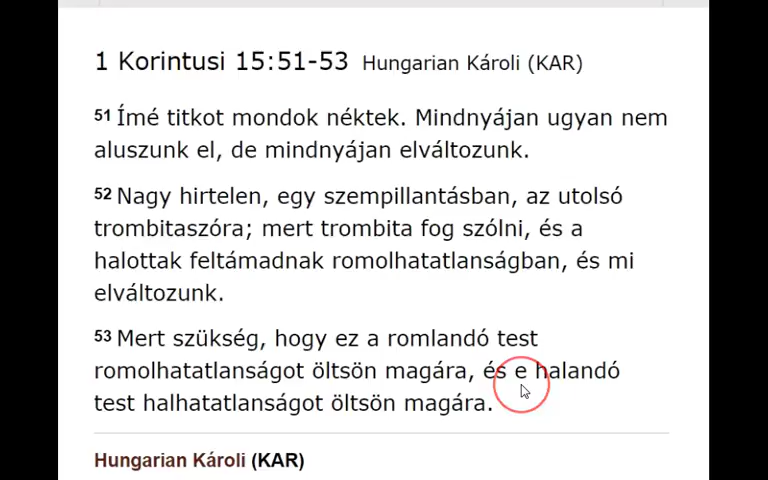 1 Korintusi 15:51-53 Hungarian Károli (KAR)
51 Ímé titkot mondok néktek. Mindnyájan ugyan nem
aluszunk el, de mindnyájan elváltozunk.
52 Nagy hirtelen, egy szempillantásban, az utolsó
trombitaszóra; mert trombita fog szólni, és a
halottak feltámadnak romolhatatlanságban, és mi
elváltozunk.
53 Mert szükség, hogy ez a romlandó test
romolhatatlanságot öltsön magára, és e halandó
test halhatatlanságot öltsön magára.
Hungarian Károli (KAR)